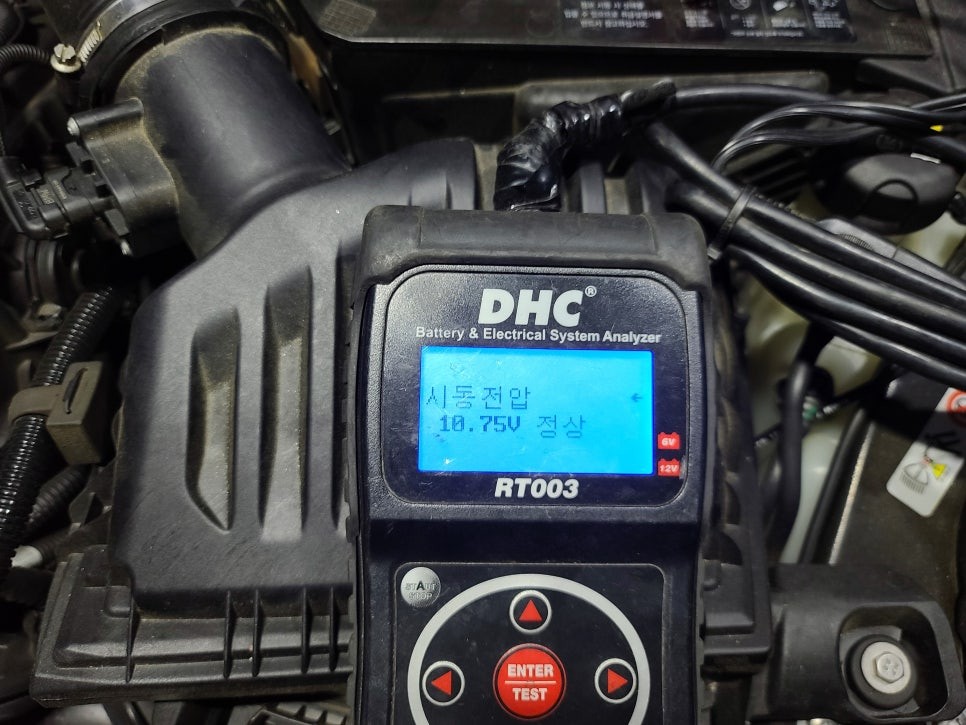 DHC®
Battery & Electrical System Analyzer
시동전압
10.75V 정상
6V
12V
RT003
START
STOP
ENTER
TEST